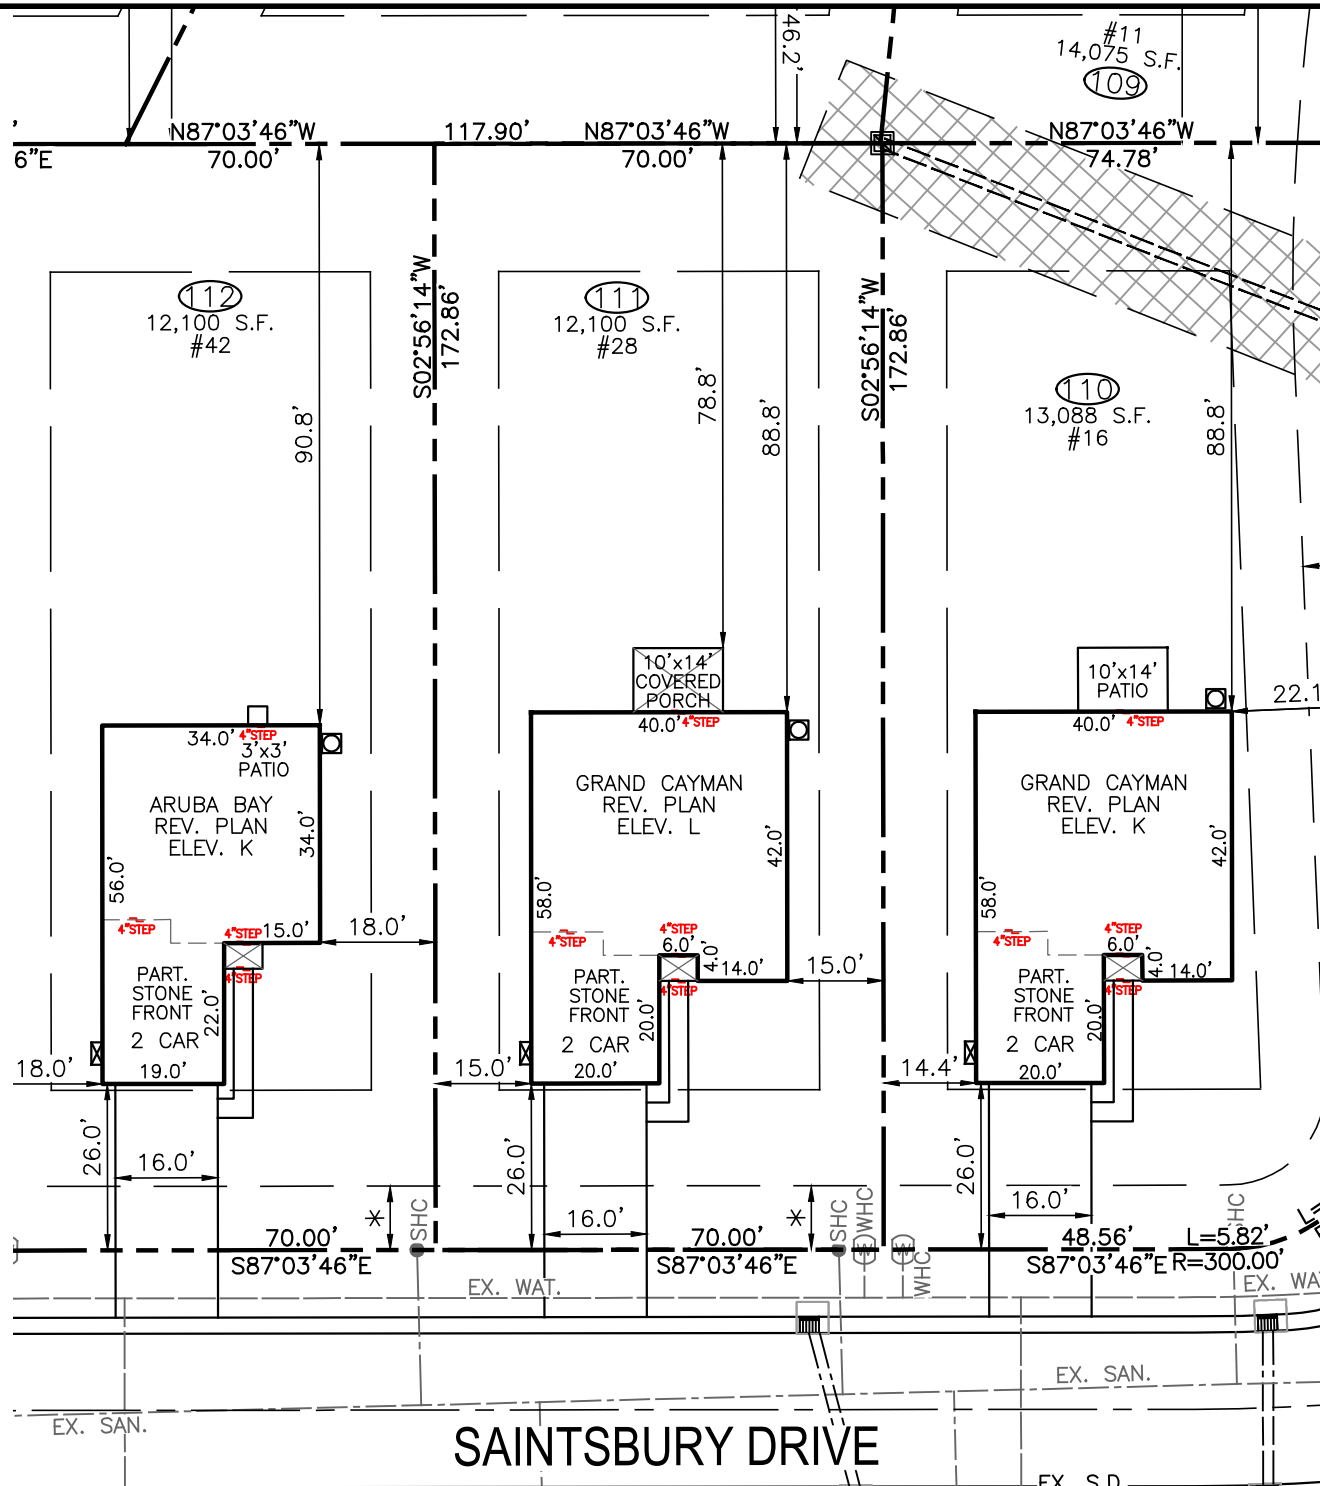 46.2'
#11
14,075 S.F.
109
N87°03'46"W
117.90'
N87°03'46"W
N87°03'46"W
6"E
70.00'
70.00'
74.78'
112
12,100 S.F.
#42
111
12,100 S.F.
#28
110
13,088 S.F.
#16
S02°56'14"W
172.86'
S02°56'14"W
172.86'
90.8'
78.8'
88.8'
88.8'
22.1
34.0'
4"STEP
3'x3'
PATIO
ARUBA BAY
REV. PLAN
ELEV. K
34.0'
56.0'
4"STEP
4"STEP
15.0'
18.0'
4"STEP
PART.
STONE
FRONT
22.0'
2 CAR
19.0'
18.0'
26.0'
16.0'
10'x14'
COVERED
PORCH
40.0'
4"STEP
GRAND CAYMAN
REV. PLAN
ELEV. L
42.0'
58.0'
4"STEP
4"STEP
6.0'
4.0'
14.0'
15.0'
4"STEP
PART.
STONE
FRONT
20.0'
2 CAR
20.0'
15.0'
26.0'
16.0'
10'x14'
PATIO
40.0'
4"STEP
GRAND CAYMAN
REV. PLAN
ELEV. K
42.0'
58.0'
4"STEP
4"STEP
6.0'
4.0'
14.0'
4"STEP
PART.
STONE
FRONT
20.0'
2 CAR
20.0'
14.4'
26.0'
16.0'
*
SHC
*
SHC
WHC
W
W
WHC
HC
70.00'
S87°03'46"E
70.00'
S87°03'46"E
48.56'
S87°03'46"E
L=5.82'
R=300.00'
EX. WAT.
EX. WA
EX. SAN.
EX. SAN.
SAINTSBURY DRIVE
EX. S.D.